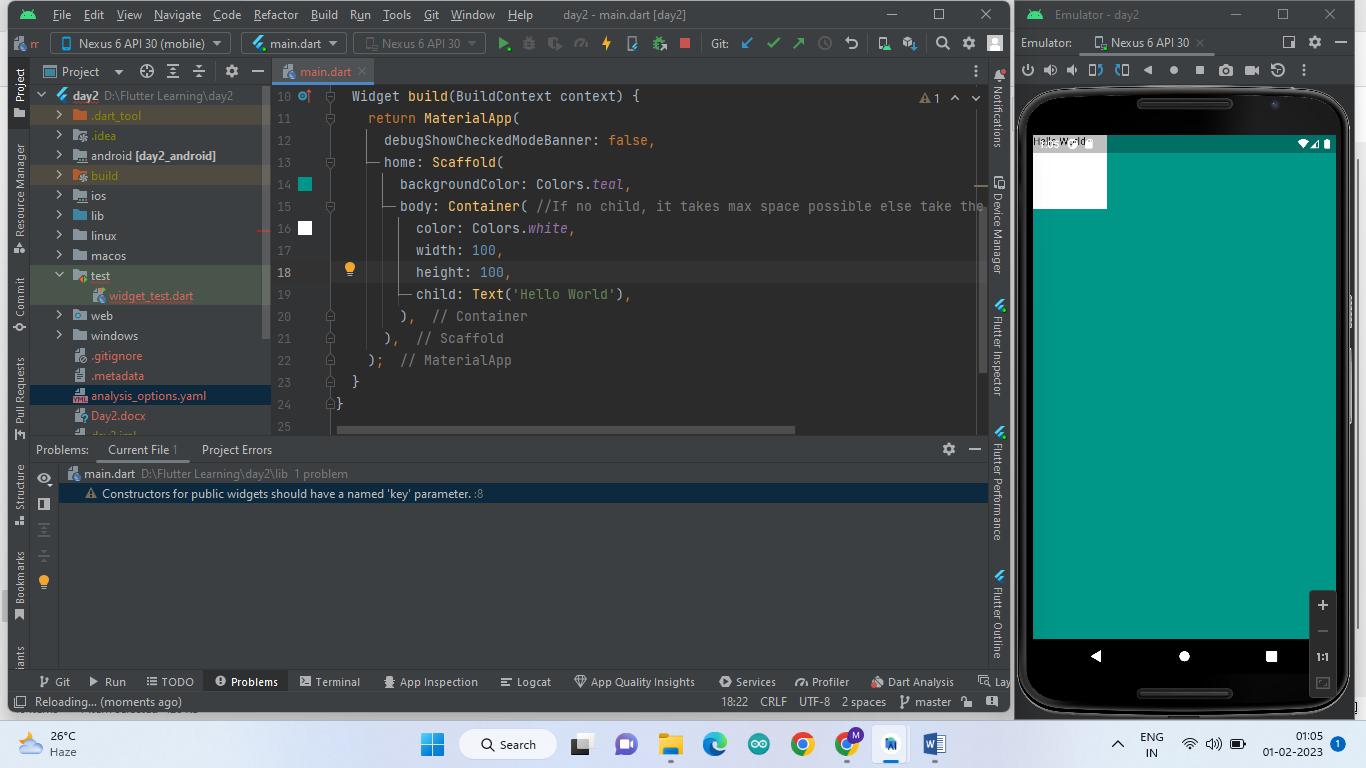 File Edit View Navigate Code Refactor Build Run Tools Git Window Help day2 - main.dart [day2]
Emulator - day2
Nexus 6 API 30 (mobile) main.dart Nexus 6 API 30 Git:
Emulator: Nexus 6 API 30
Project
main.dart
Project
Resource Manager
Commit
Pull Requests
Structure
Bookmarks
day2 D:\Flutter Learning\day2
.dart_tool
.idea
android [day2_android]
build
ios
lib
linux
macos
test
widget_test.dart
web
windows
.gitignore
.metadata
analysis_options.yaml
Day2.docx
day2.iml
10 Widget build(BuildContext context) {
11 return MaterialApp(
12 debugShowCheckedModeBanner: false,
13 home: Scaffold(
14 backgroundColor: Colors.teal,
15 body: Container( //If no child, it takes max space possible else take the
16 color: Colors.white,
17 width: 100,
18 height: 100,
19 child: Text('Hello World'),
20 ), // Container
21 ), // Scaffold
22 ); // MaterialApp
23 }
24 }
25
1
Notifications
Device Manager
Flutter Inspector
Flutter Performance
Flutter Outline
Hello World
1:1
Problems: Current File 1 Project Errors
main.dart D:\Flutter Learning\day2\lib 1 problem
Constructors for public widgets should have a named 'key' parameter. :8
Git Run TODO Problems Terminal App Inspection Logcat App Quality Insights Services Profiler Dart Analysis Lay
Reloading... (moments ago) 18:22 CRLF UTF-8 2 spaces master
26°C
Haze
Search
M
ENG
IN
01:05
01-02-2023
1